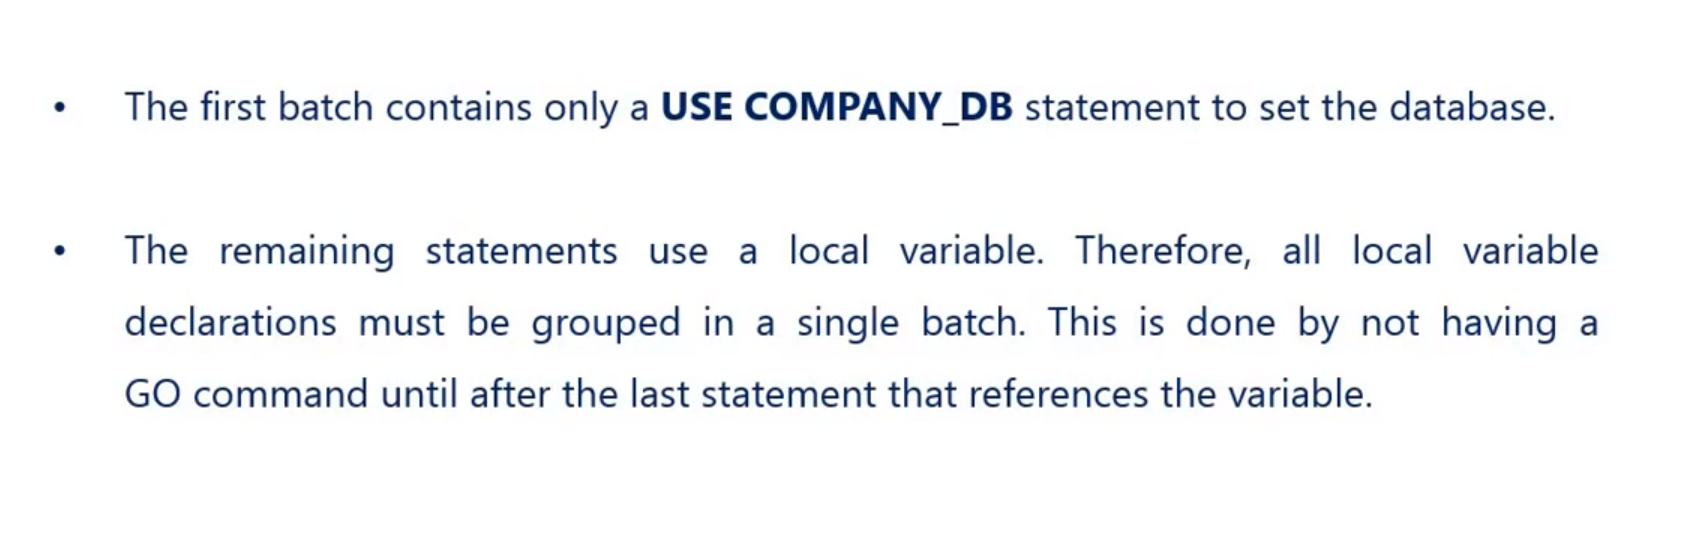 • The first batch contains only a USE COMPANY_DB statement to set the database.
• The remaining statements use a local variable. Therefore, all local variable
declarations must be grouped in a single batch. This is done by not having a
GO command until after the last statement that references the variable.